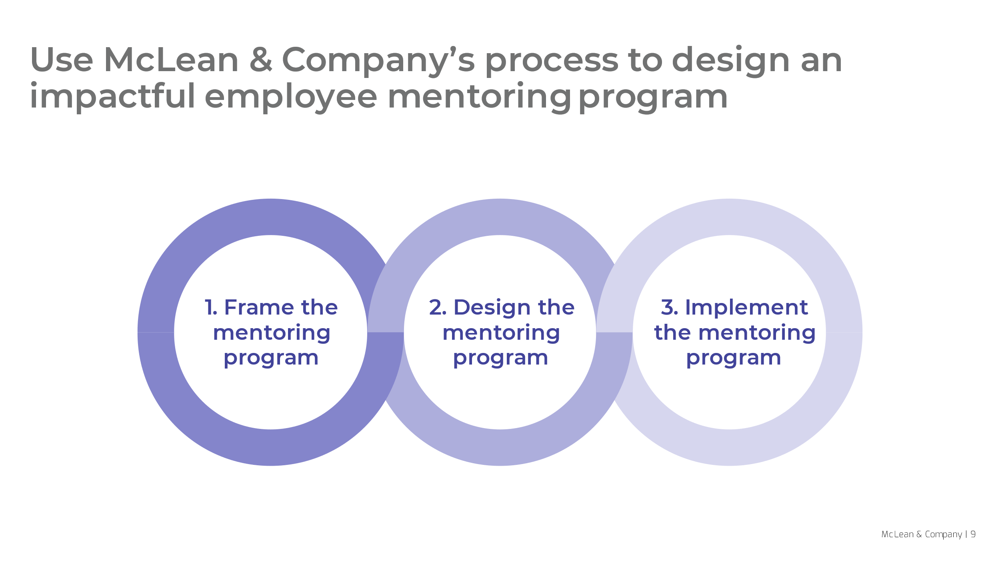 Use McLean & Company’s process to design an
impactful employee mentoring program
1. Frame the
mentoring
program
2. Design the
mentoring
program
3. Implement
the mentoring
program
McLean & Company | 9